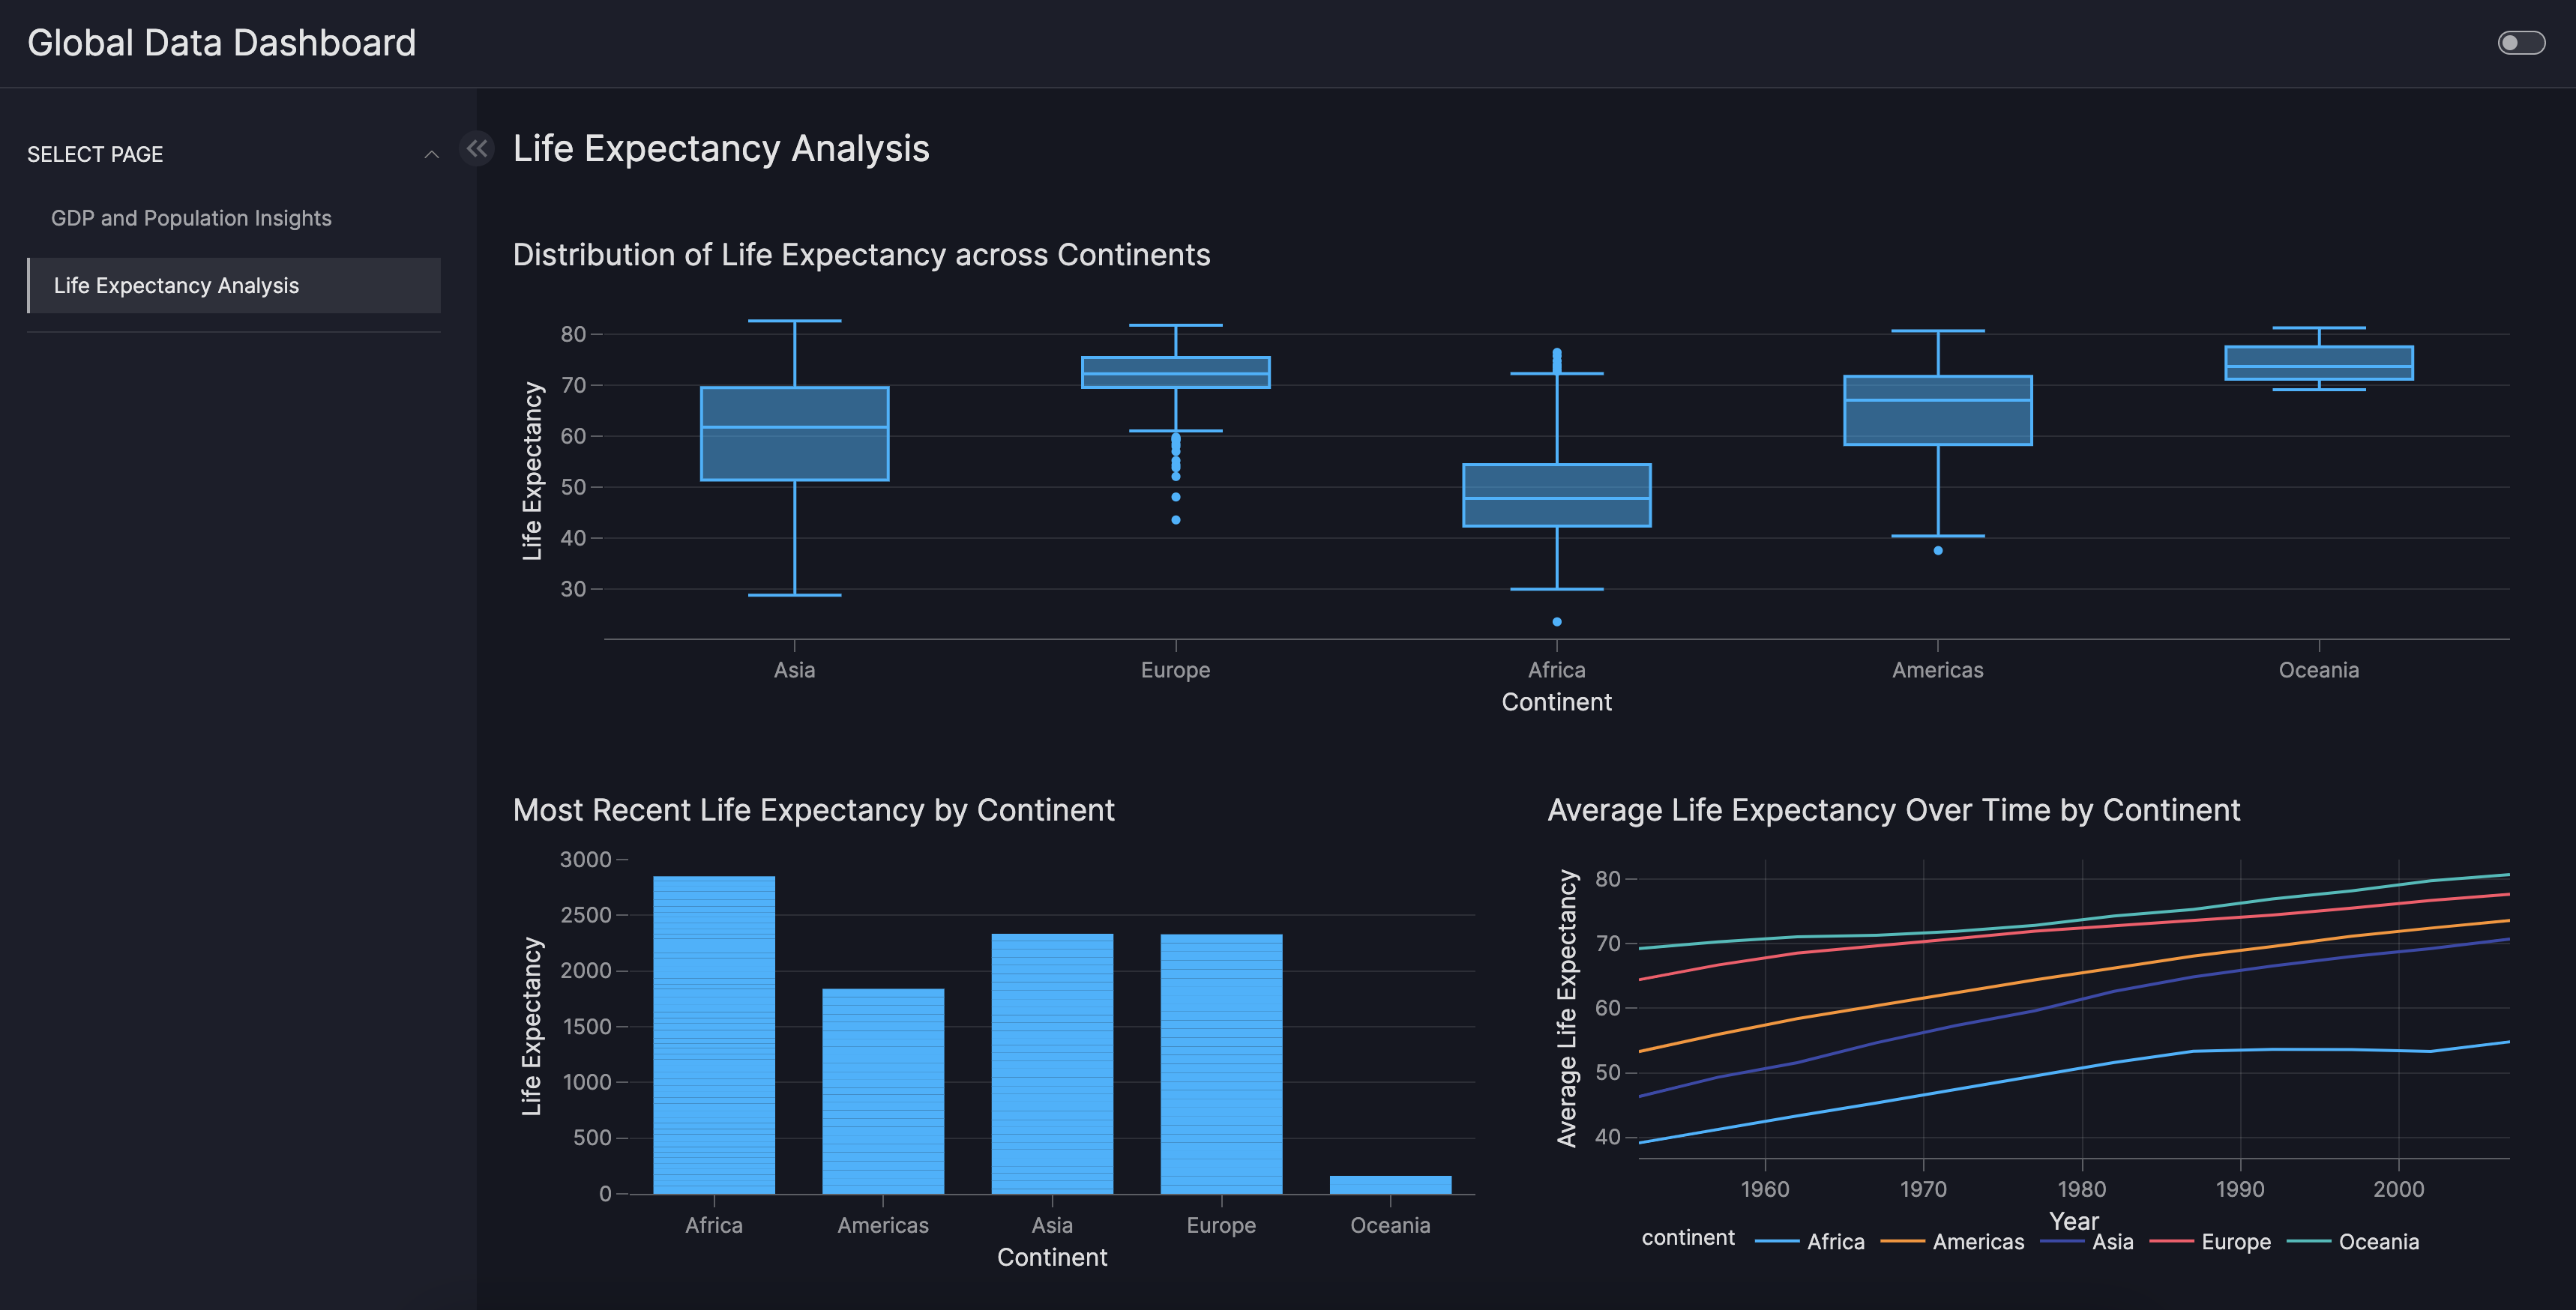 Global Data Dashboard
SELECT PAGE
GDP and Population Insights
Life Expectancy Analysis
Life Expectancy Analysis
Distribution of Life Expectancy across Continents
Life Expectancy
80
70
60
50
40
30
Asia Europe Africa Americas Oceania
Continent
Most Recent Life Expectancy by Continent
Life Expectancy
3000
2500
2000
1500
1000
500
0
Africa Americas Asia Europe Oceania
Continent
Average Life Expectancy Over Time by Continent
Average Life Expectancy
80
70
60
50
40
1960 1970 1980 1990 2000
Year
continent Africa Americas Asia Europe Oceania